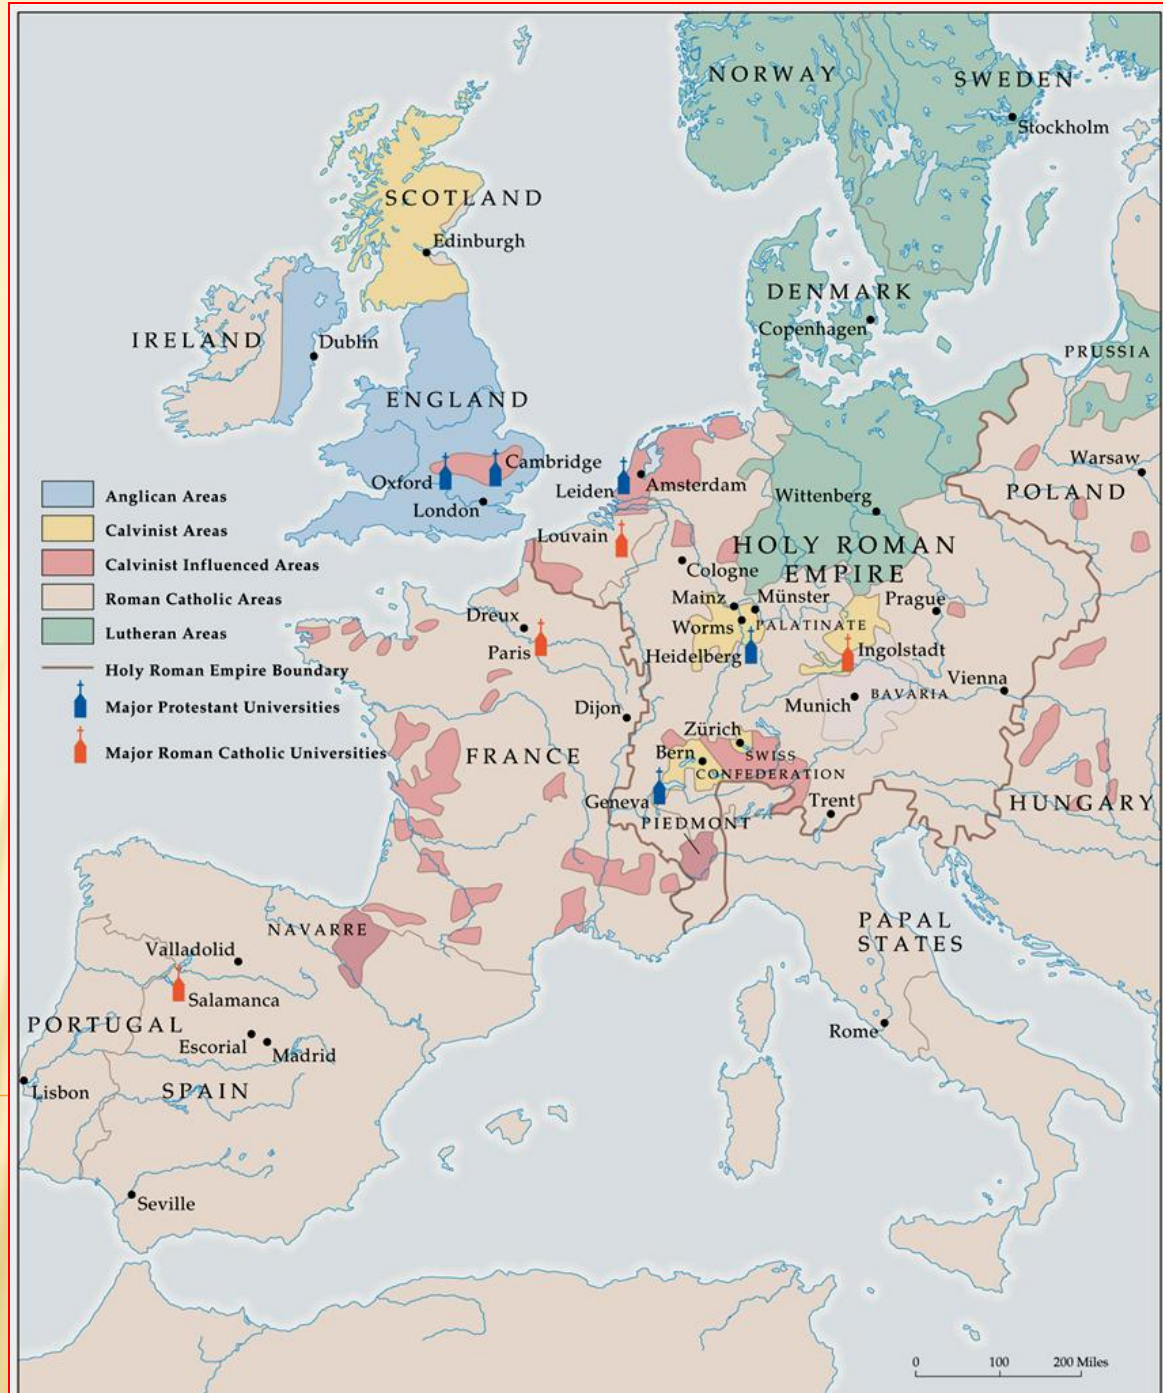 NORWAY
SWEDEN
Stockholm
SCOTLAND
Edinburgh
DENMARK
Copenhagen
IRELAND
Dublin
PRUSSIA
ENGLAND
Cambridge
Oxford
London
Leiden
Amsterdam
Warsaw
POLAND
Wittenberg
Louvain
HOLY ROMAN
EMPIRE
Cologne
Mainz
Münster
Prague
Dreux
Worms
PALATINATE
Paris
Heidelberg
Ingolstadt
Vienna
BAVARIA
Munich
Dijon
Zürich
Bern
SWISS
CONFEDERATION
FRANCE
Geneva
Trent
HUNGARY
PIEDMONT
Anglican Areas
Calvinist Areas
Calvinist Influenced Areas
Roman Catholic Areas
Lutheran Areas
Holy Roman Empire Boundary
Major Protestant Universities
Major Roman Catholic Universities
NAVARRE
PAPAL
STATES
Valladolid
Salamanca
PORTUGAL
Escorial
Madrid
Rome
Lisbon
SPAIN
Seville
0 100 200 Miles